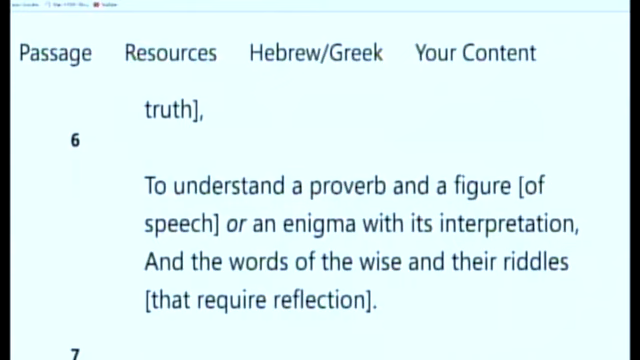 Passage Resources Hebrew/Greek Your Content
truth],
6
To understand a proverb and a figure [of
speech] or an enigma with its interpretation,
And the words of the wise and their riddles
[that require reflection].
7